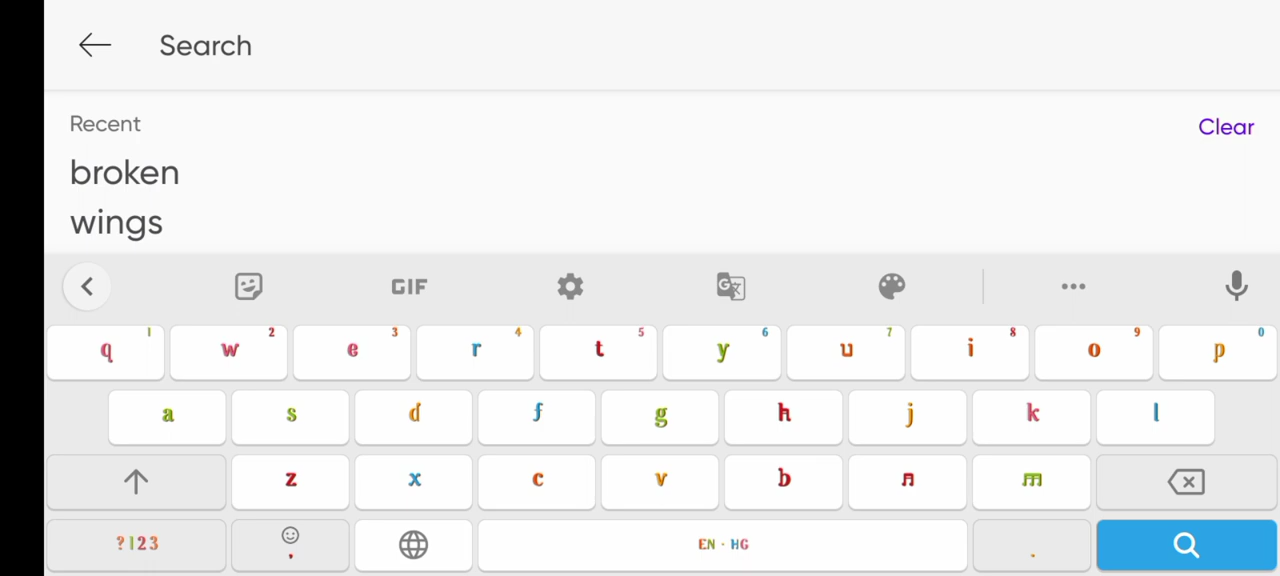 Search
Recent
Clear
broken
wings
GIF
q 1 w 2 e 3 r 4 t 5 y 6 u 7 i 8 o 9 p 0
a s d f g h j k l
z x c v b n m
?123 , EN · HG .